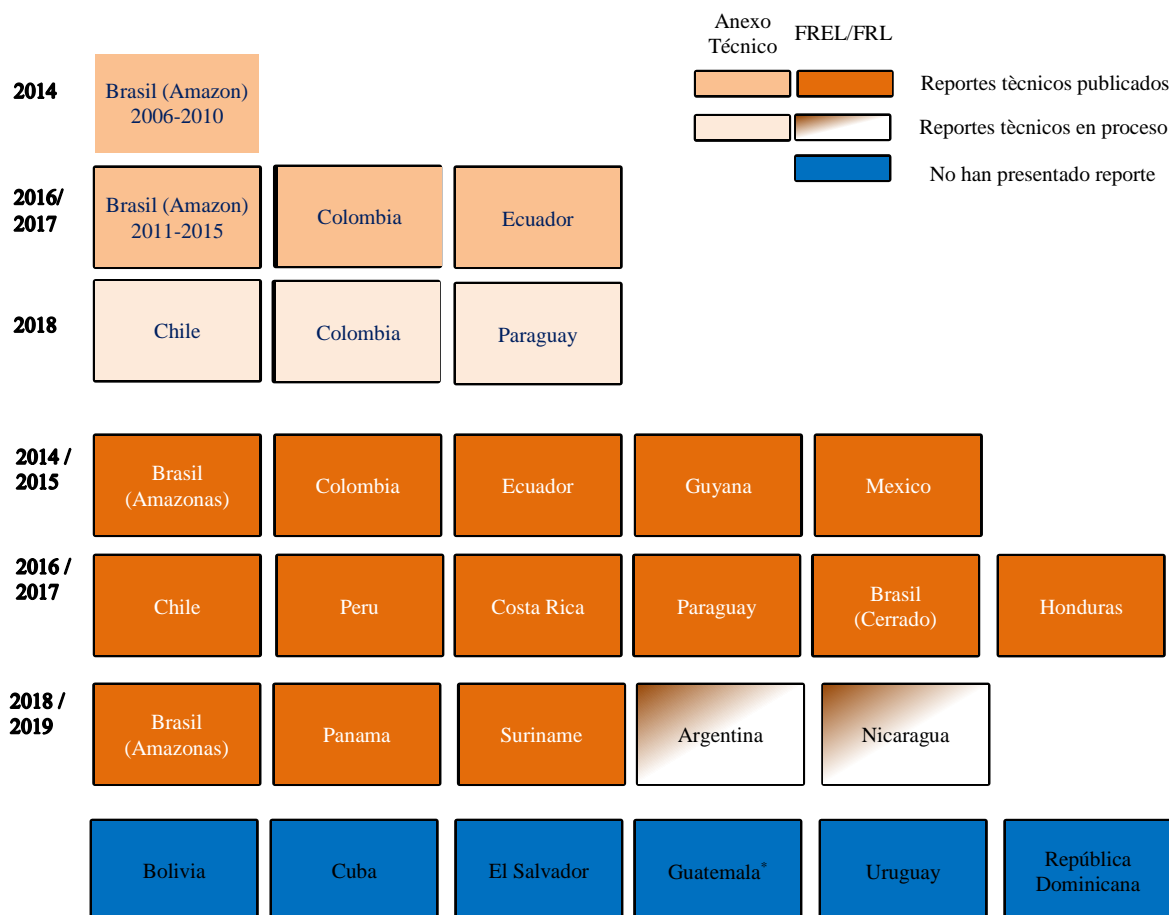 Anexo
Técnico
FREL/FRL
Reportes tècnicos publicados
Reportes tècnicos en proceso
No han presentado reporte
2014
Brasil (Amazon)
2006-2010
2016/
2017
Brasil (Amazon)
2011-2015
Colombia
Ecuador
2018
Chile
Colombia
Paraguay
2014 /
2015
Brasil
(Amazonas)
Colombia
Ecuador
Guyana
Mexico
2016 /
2017
Chile
Peru
Costa Rica
Paraguay
Brasil
(Cerrado)
Honduras
2018 /
2019
Brasil
(Amazonas)
Panama
Suriname
Argentina
Nicaragua
Bolivia
Cuba
El Salvador
Guatemala*
Uruguay
República
Dominicana